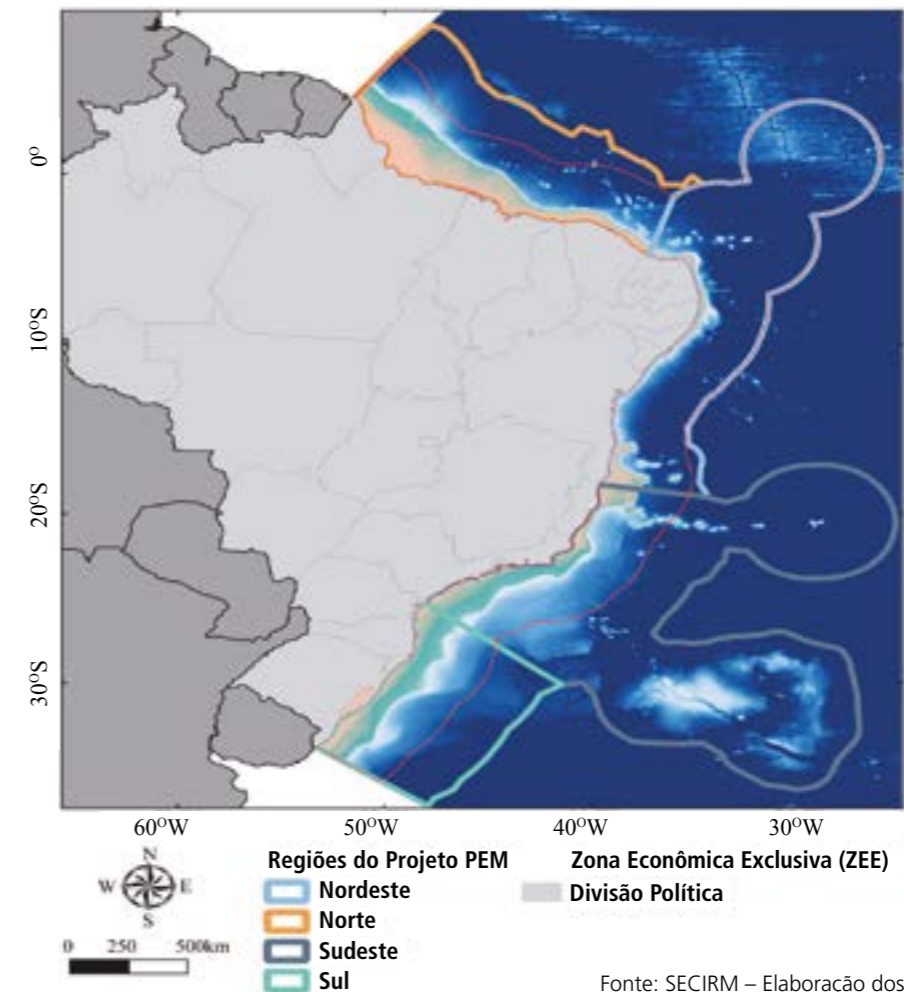 0º
10ºS
20ºS
30ºS
60ºW 50ºW 40ºW 30ºW
N
W E
S
0 250 500km
Regiões do Projeto PEM
Nordeste
Norte
Sudeste
Sul
Zona Econômica Exclusiva (ZEE)
Divisão Política
Fonte: SECIRM – Elaboração dos